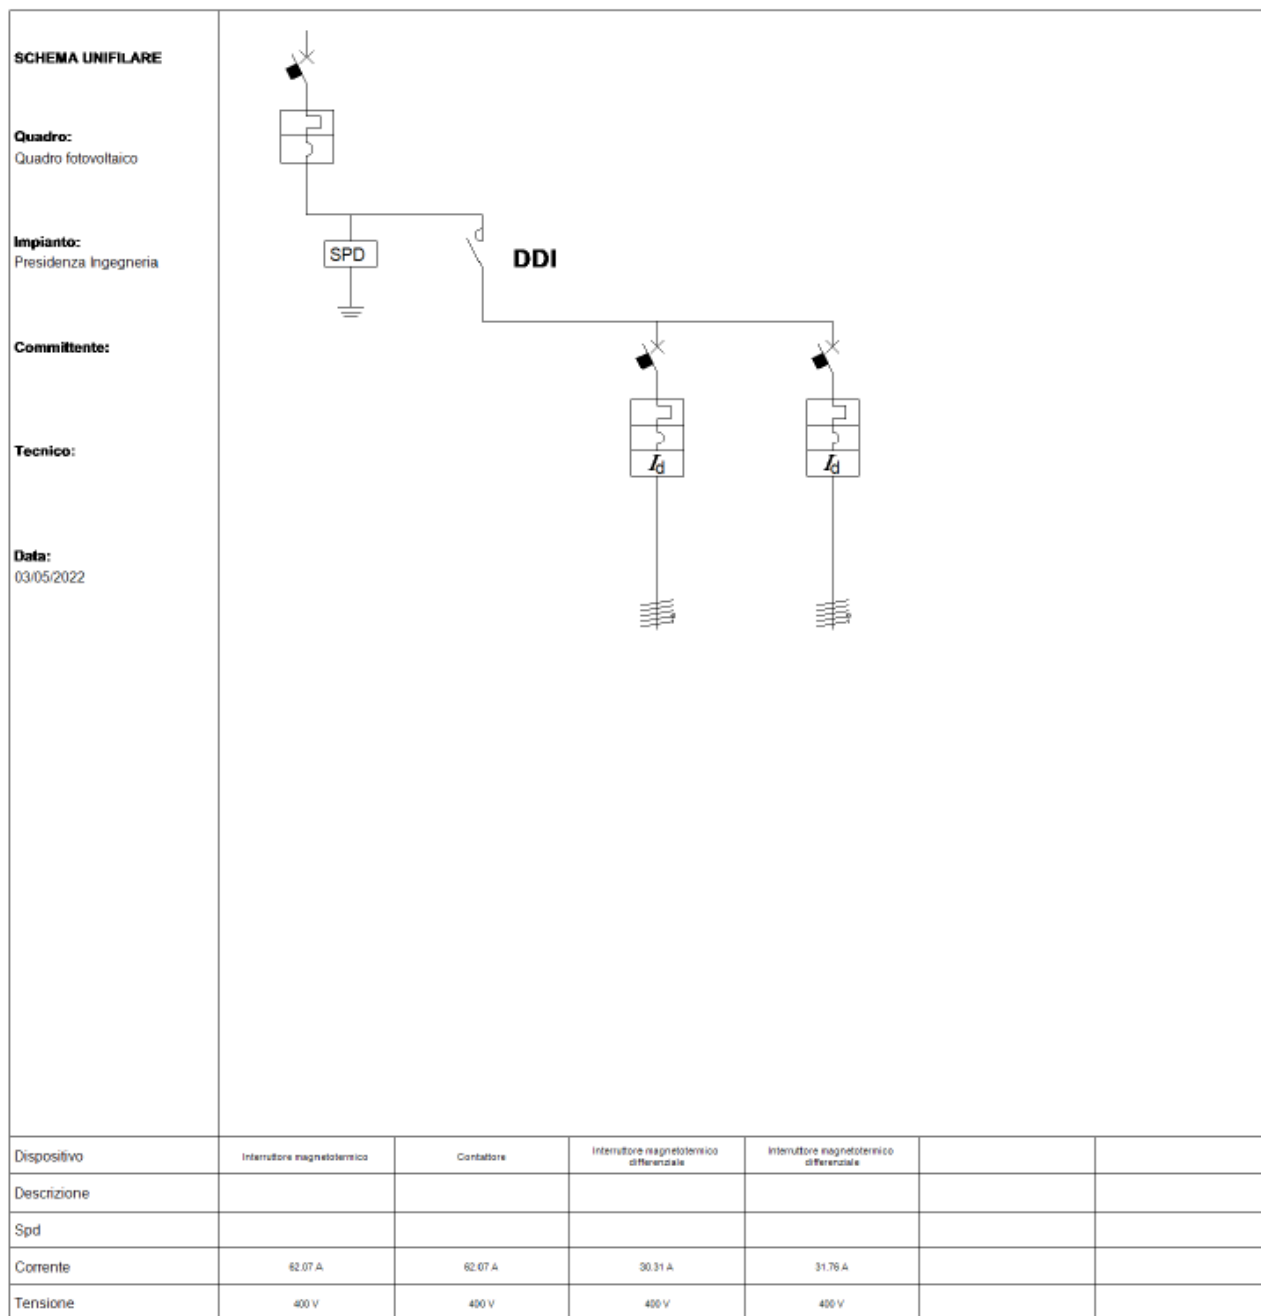 SCHEMA UNIFILARE
Quadro:
Quadro fotovoltaico
Impianto:
Presidenza Ingegneria
Committente:
Tecnico:
Data:
03/05/2022
SPD
DDI
Id
Id
Dispositivo
Interruttore magnetotermico
Contattore
Interruttore magnetotermico
differenziale
Interruttore magnetotermico
differenziale
Descrizione
Spd
Corrente
62.07 A
62.07 A
30.31 A
31.76 A
Tensione
400 V
400 V
400 V
400 V